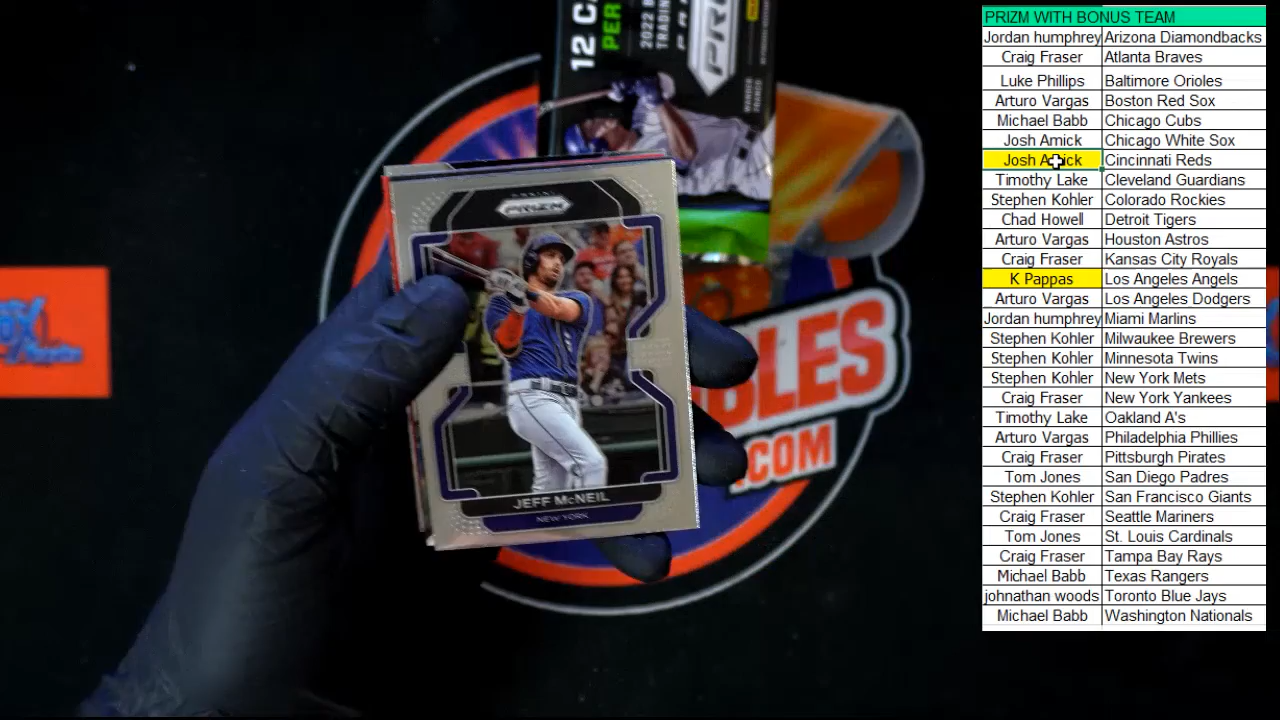 12 C
PER
2022 B
TRADIN
PRIZM
JEFF McNEIL
NEW YORK
BLES
.COM
PRIZM WITH BONUS TEAM
Jordan humphrey Arizona Diamondbacks
Craig Fraser Atlanta Braves
Luke Phillips Baltimore Orioles
Arturo Vargas Boston Red Sox
Michael Babb Chicago Cubs
Josh Amick Chicago White Sox
Josh Amick Cincinnati Reds
Timothy Lake Cleveland Guardians
Stephen Kohler Colorado Rockies
Chad Howell Detroit Tigers
Arturo Vargas Houston Astros
Craig Fraser Kansas City Royals
K Pappas Los Angeles Angels
Arturo Vargas Los Angeles Dodgers
Jordan humphrey Miami Marlins
Stephen Kohler Milwaukee Brewers
Stephen Kohler Minnesota Twins
Stephen Kohler New York Mets
Craig Fraser New York Yankees
Timothy Lake Oakland A's
Arturo Vargas Philadelphia Phillies
Craig Fraser Pittsburgh Pirates
Tom Jones San Diego Padres
Stephen Kohler San Francisco Giants
Craig Fraser Seattle Mariners
Tom Jones St. Louis Cardinals
Craig Fraser Tampa Bay Rays
Michael Babb Texas Rangers
johnathan woods Toronto Blue Jays
Michael Babb Washington Nationals